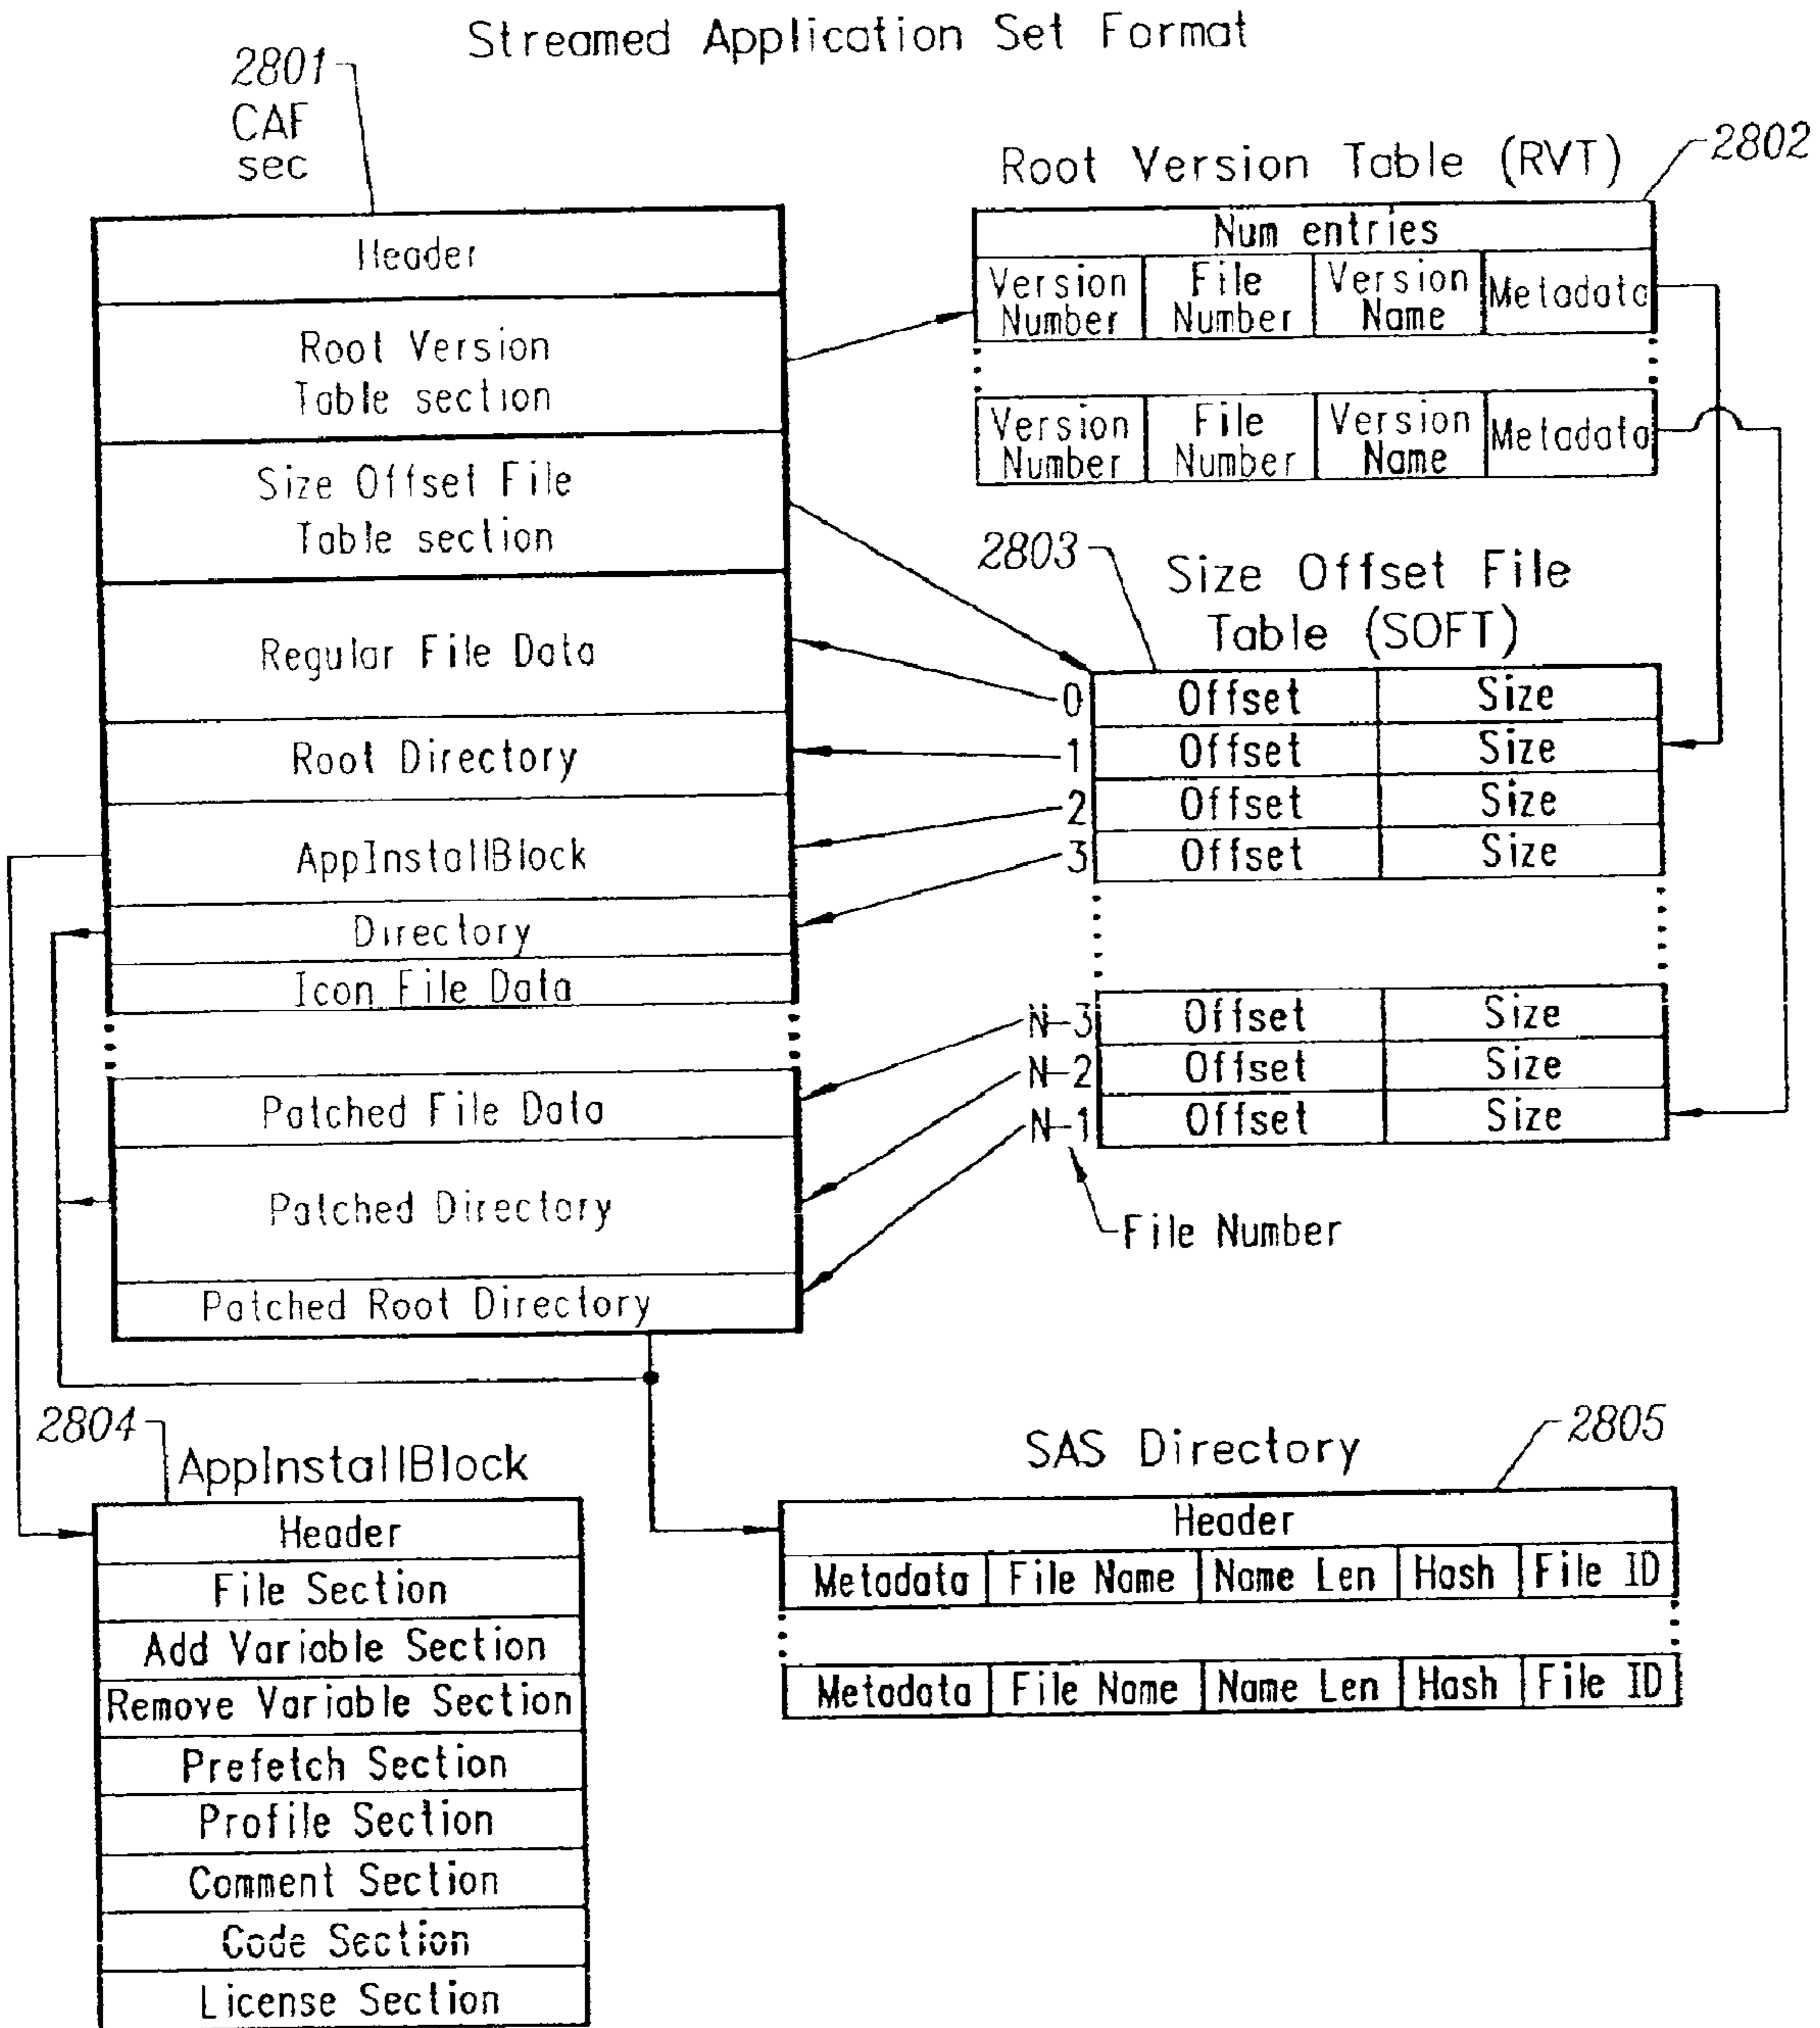 Streamed Application Set Format
2801
CAF
sec
Header
Root Version
Table section
Size Offset File
Table section
Regular File Data
Root Directory
AppInstallBlock
Directory
Icon File Data
Patched File Data
Patched Directory
Patched Root Directory
Root Version Table (RVT)
2802
Num entries
Version Number File Number Version Name Metadata
Version Number File Number Version Name Metadata
2803
Size Offset File
Table (SOFT)
0 Offset Size
1 Offset Size
2 Offset Size
3 Offset Size
N-3 Offset Size
N-2 Offset Size
N-1 Offset Size
File Number
2804
AppInstallBlock
Header
File Section
Add Variable Section
Remove Variable Section
Prefetch Section
Profile Section
Comment Section
Code Section
License Section
SAS Directory
2805
Header
Metadata File Name Name Len Hash File ID
Metadata File Name Name Len Hash File ID